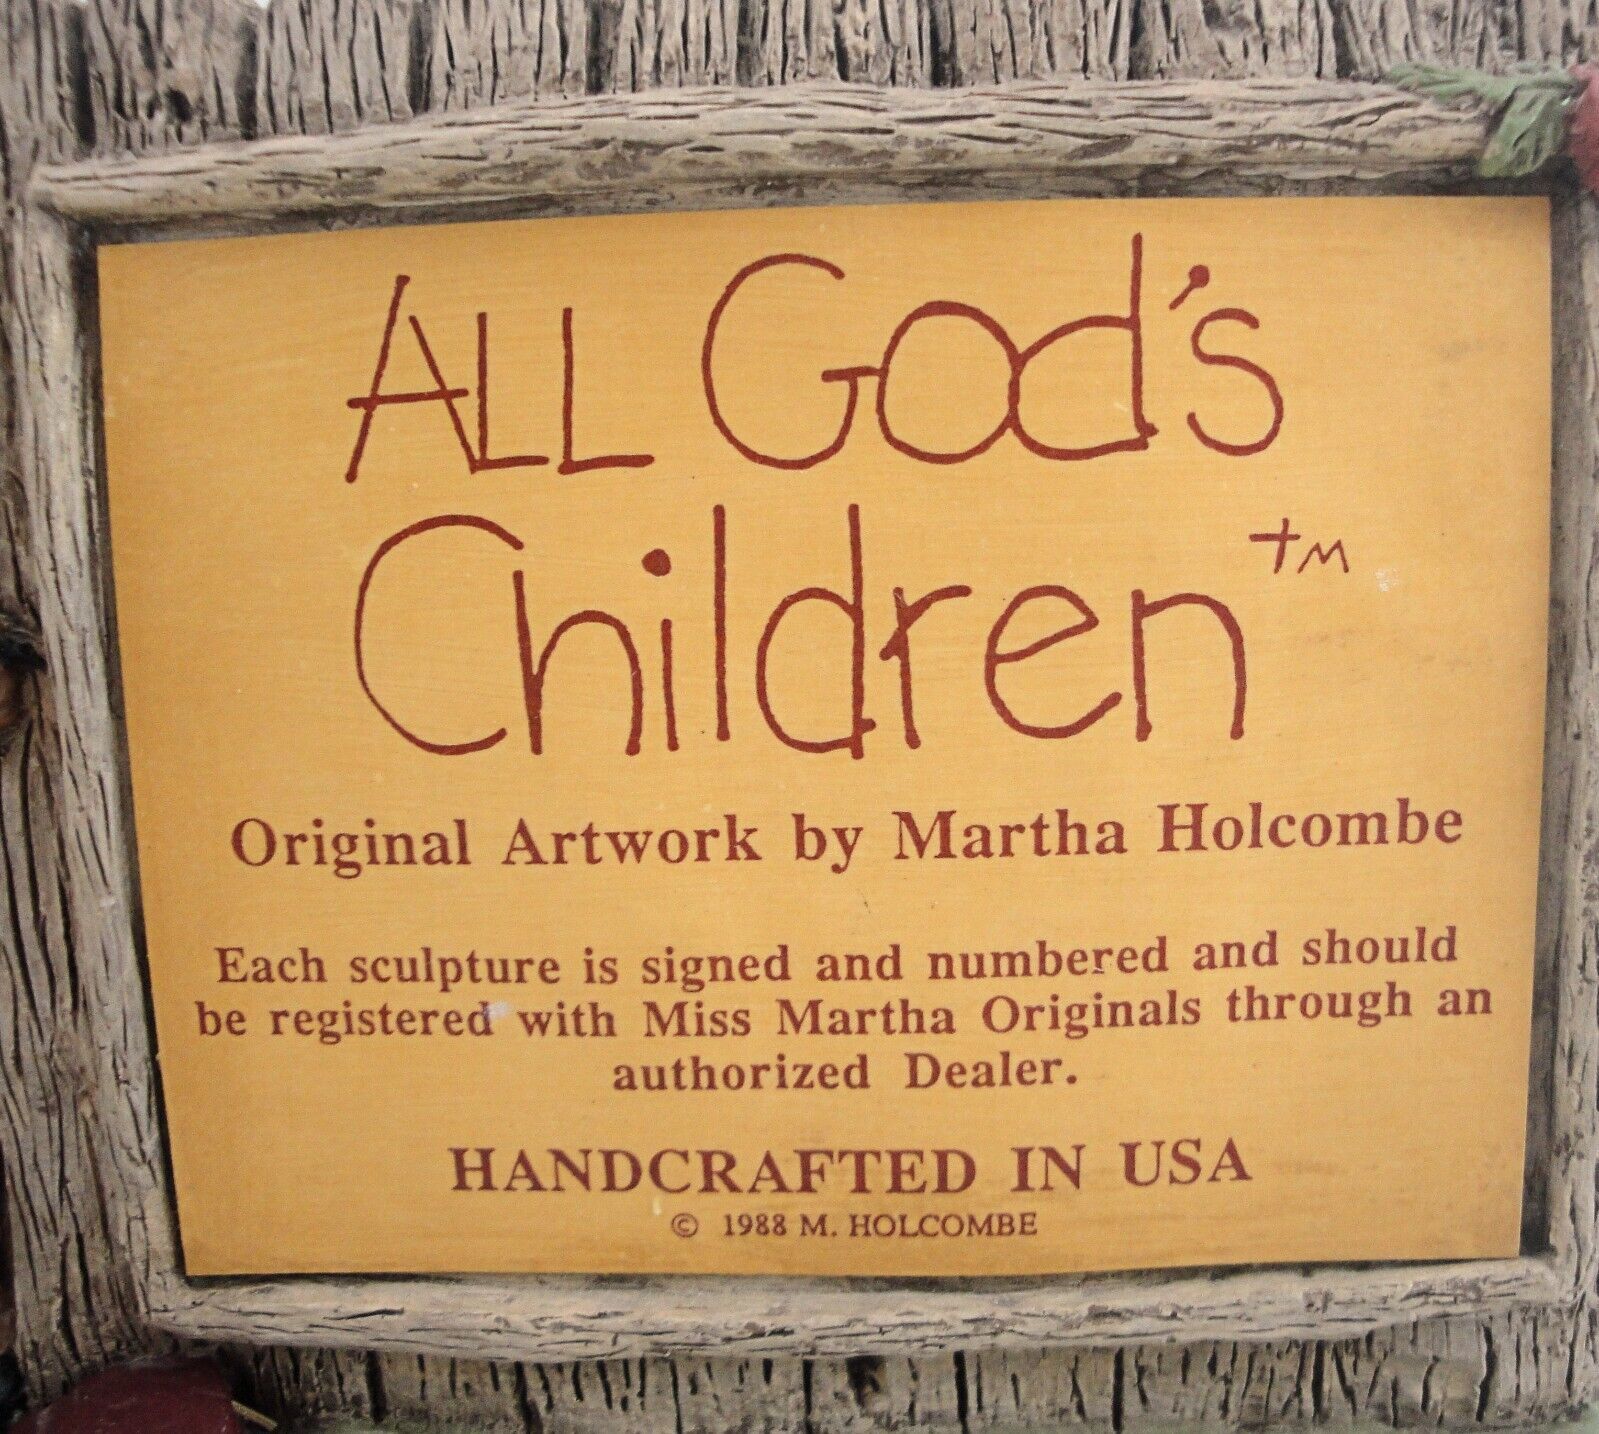 ALL God's
Children ™
Original Artwork by Martha Holcombe
Each sculpture is signed and numbered and should
be registered with Miss Martha Originals through an
authorized Dealer.
HANDCRAFTED IN USA
© 1988 M. HOLCOMBE